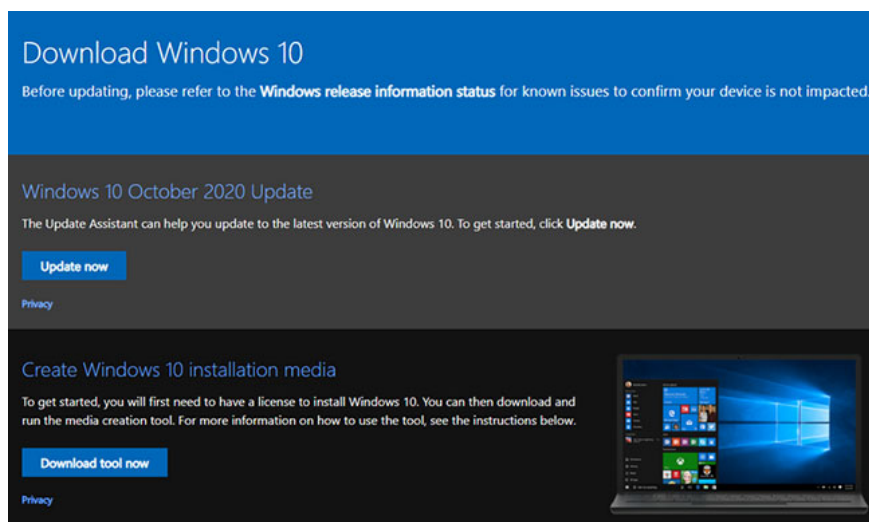 Download Windows 10
Before updating, please refer to the Windows release information status for known issues to confirm your device is not impacted.
Windows 10 October 2020 Update
The Update Assistant can help you update to the latest version of Windows 10. To get started, click Update now.
Update now
Privacy
Create Windows 10 installation media
To get started, you will first need to have a license to install Windows 10. You can then download and
run the media creation tool. For more information on how to use the tool, see the instructions below.
Download tool now
Privacy